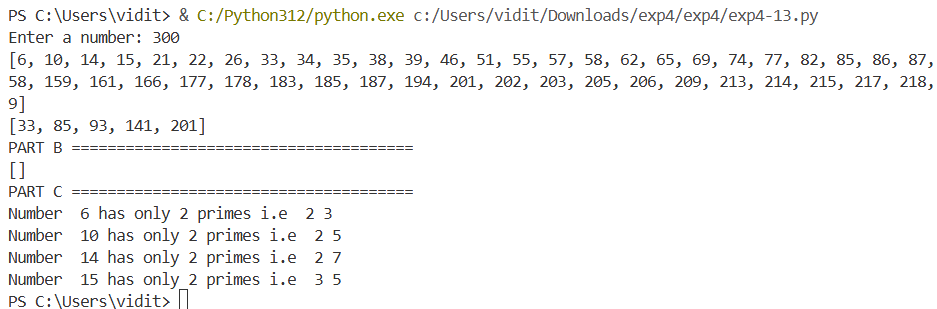 PS C:\Users\vidit> & C:/Python312/python.exe c:/Users/vidit/Downloads/exp4/exp4/exp4-13.py
Enter a number: 300
[6, 10, 14, 15, 21, 22, 26, 33, 34, 35, 38, 39, 46, 51, 55, 57, 58, 62, 65, 69, 74, 77, 82, 85, 86, 87,
58, 159, 161, 166, 177, 178, 183, 185, 187, 194, 201, 202, 203, 205, 206, 209, 213, 214, 215, 217, 218,
9]
[33, 85, 93, 141, 201]
PART B ======================================
[]
PART C ======================================
Number  6 has only 2 primes i.e  2 3
Number  10 has only 2 primes i.e  2 5
Number  14 has only 2 primes i.e  2 7
Number  15 has only 2 primes i.e  3 5
PS C:\Users\vidit>